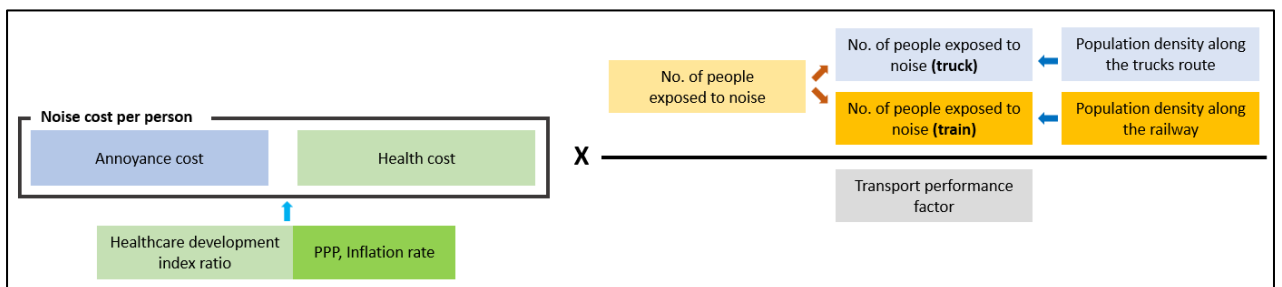 Noise cost per person
Annoyance cost
Health cost
Healthcare development
index ratio
PPP, Inflation rate
X
No. of people
exposed to noise
No. of people exposed to
noise (truck)
Population density along
the trucks route
No. of people exposed to
noise (train)
Population density along
the railway
Transport performance
factor